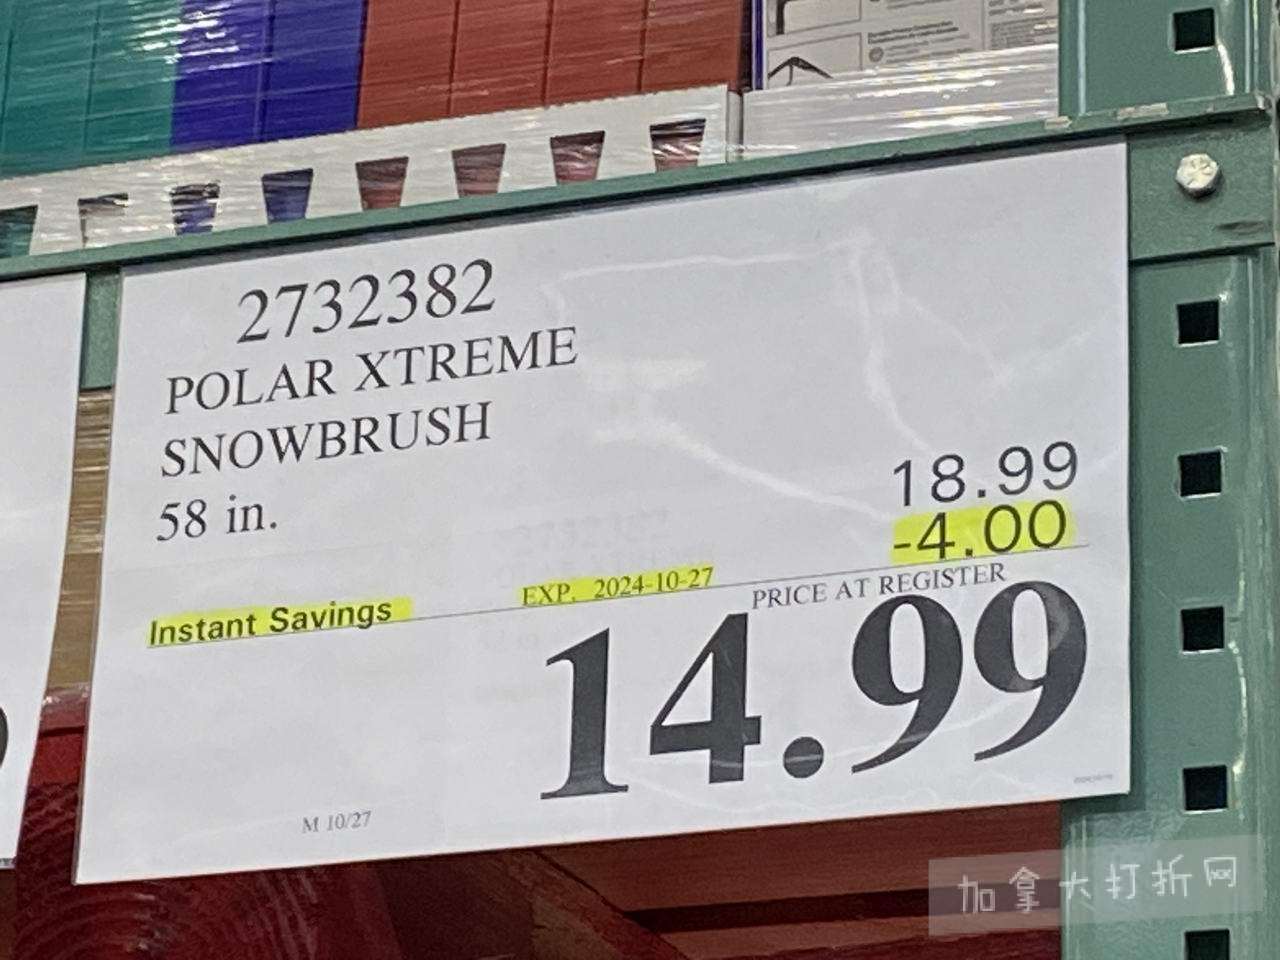 2732382
POLAR XTREME
SNOWBRUSH
58 in.
18.99
-4.00
Instant Savings
EXP. 2024-10-27
PRICE AT REGISTER
14.99
M 10/27
加拿大打折网